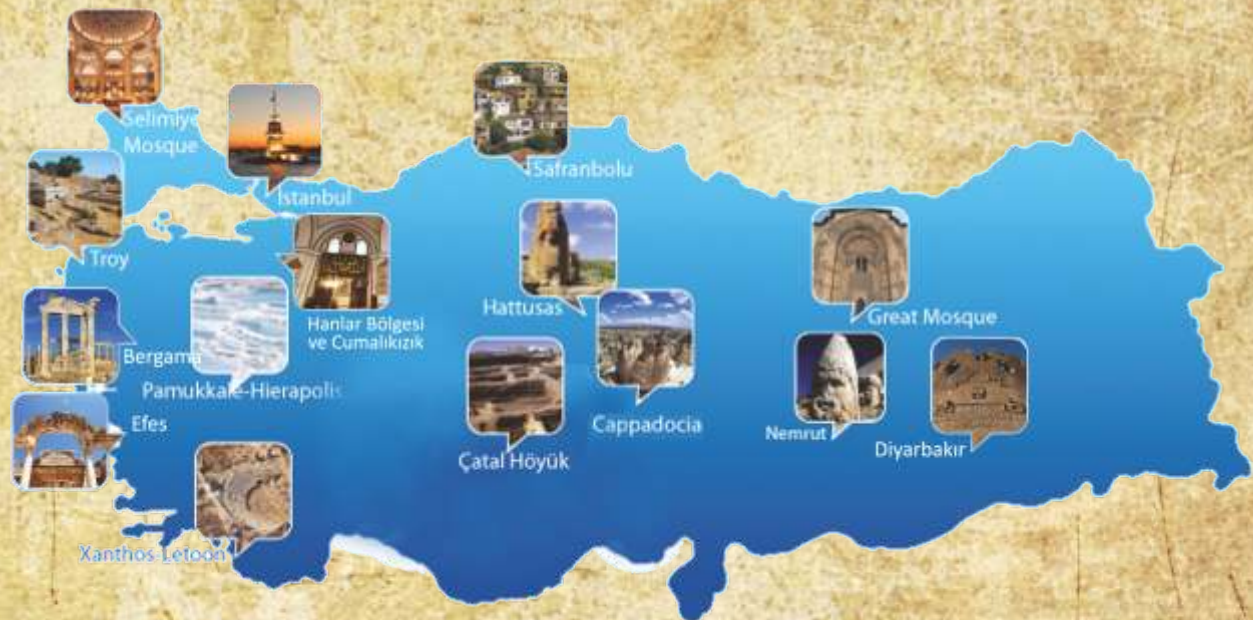 Selimiye
Mosque
İstanbul
Safranbolu
Troy
Hanlar Bölgesi
ve Cumalıkızık
Hattusas
Great Mosque
Bergama
Pamukkale-Hierapolis
Efes
Cappadocia
Nemrut
Diyarbakır
Çatal Höyük
Xanthos-Letoon